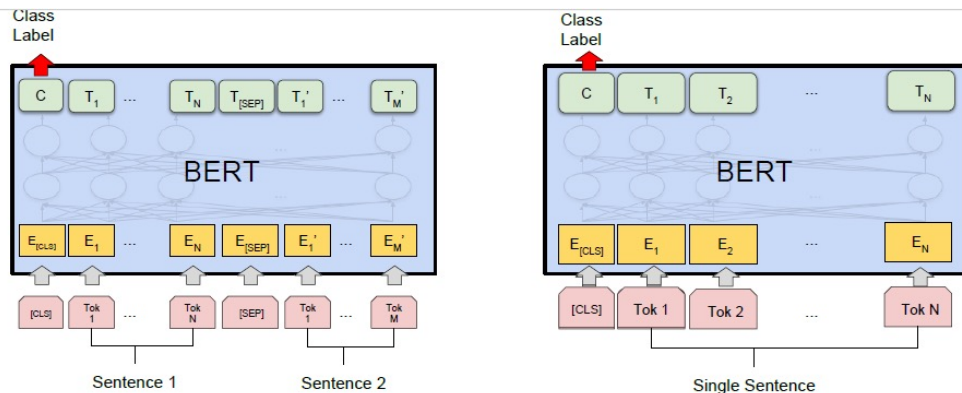 Class
Label
C T1 ... TN T[SEP] T1' ... TM'
...
BERT
...
E[CLS] E1 ... EN E[SEP] E1' ... EM'
[CLS] Tok 1 ... Tok N [SEP] Tok 1 ... Tok M
Sentence 1 Sentence 2
Class
Label
C T1 T2 ... TN
...
BERT
...
E[CLS] E1 E2 ... EN
[CLS] Tok 1 Tok 2 ... Tok N
Single Sentence